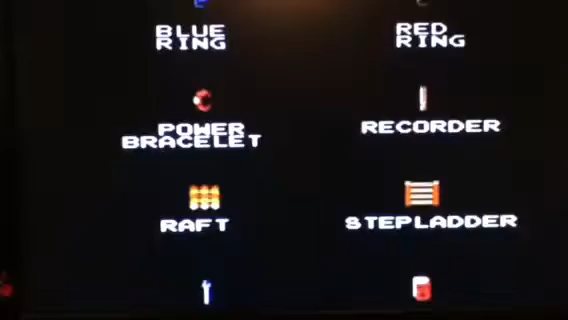 BLUE RING
RED RING
POWER BRACELET
RECORDER
RAFT
STEPLADDER